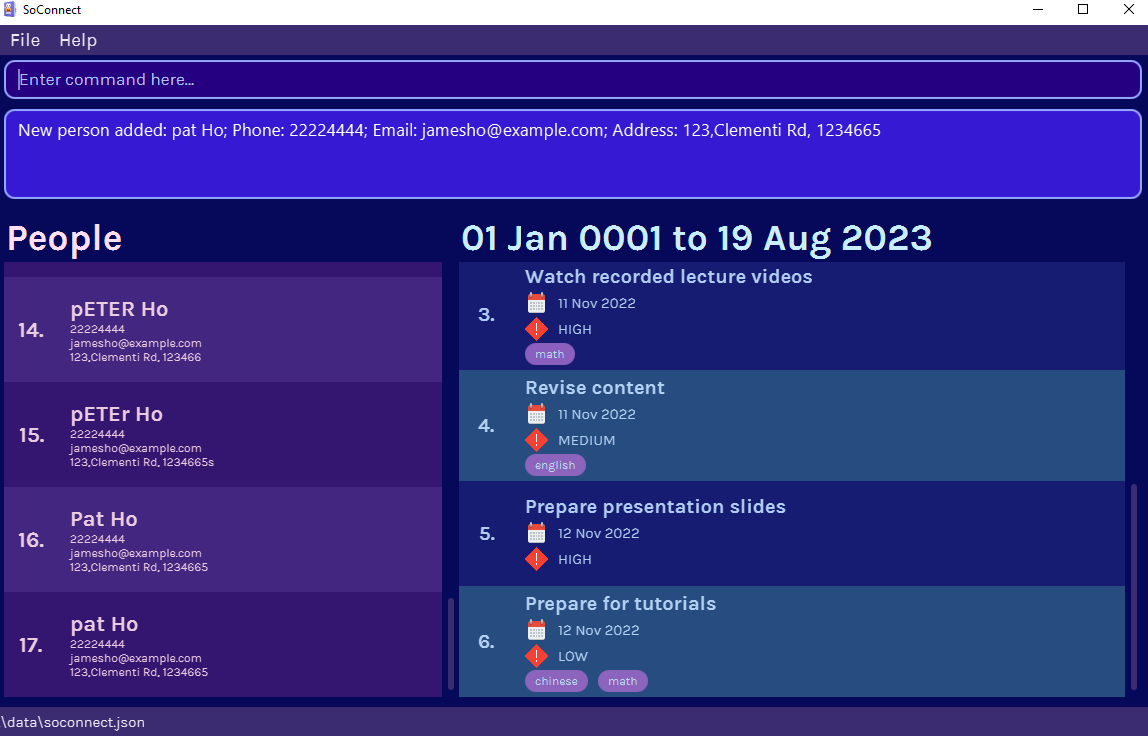 SoConnect
File Help
Enter command here...
New person added: pat Ho; Phone: 22224444; Email: jamesho@example.com; Address: 123,Clementi Rd, 1234665
People
14.
pETER Ho
22224444
jamesho@example.com
123,Clementi Rd, 123466
15.
pETEr Ho
22224444
jamesho@example.com
123,Clementi Rd, 1234665s
16.
Pat Ho
22224444
jamesho@example.com
123,Clementi Rd, 1234665
17.
pat Ho
22224444
jamesho@example.com
123,Clementi Rd, 1234665
01 Jan 0001 to 19 Aug 2023
3.
Watch recorded lecture videos
11 Nov 2022
HIGH
math
4.
Revise content
11 Nov 2022
MEDIUM
english
5.
Prepare presentation slides
12 Nov 2022
HIGH
6.
Prepare for tutorials
12 Nov 2022
LOW
chinese math
\data\soconnect.json